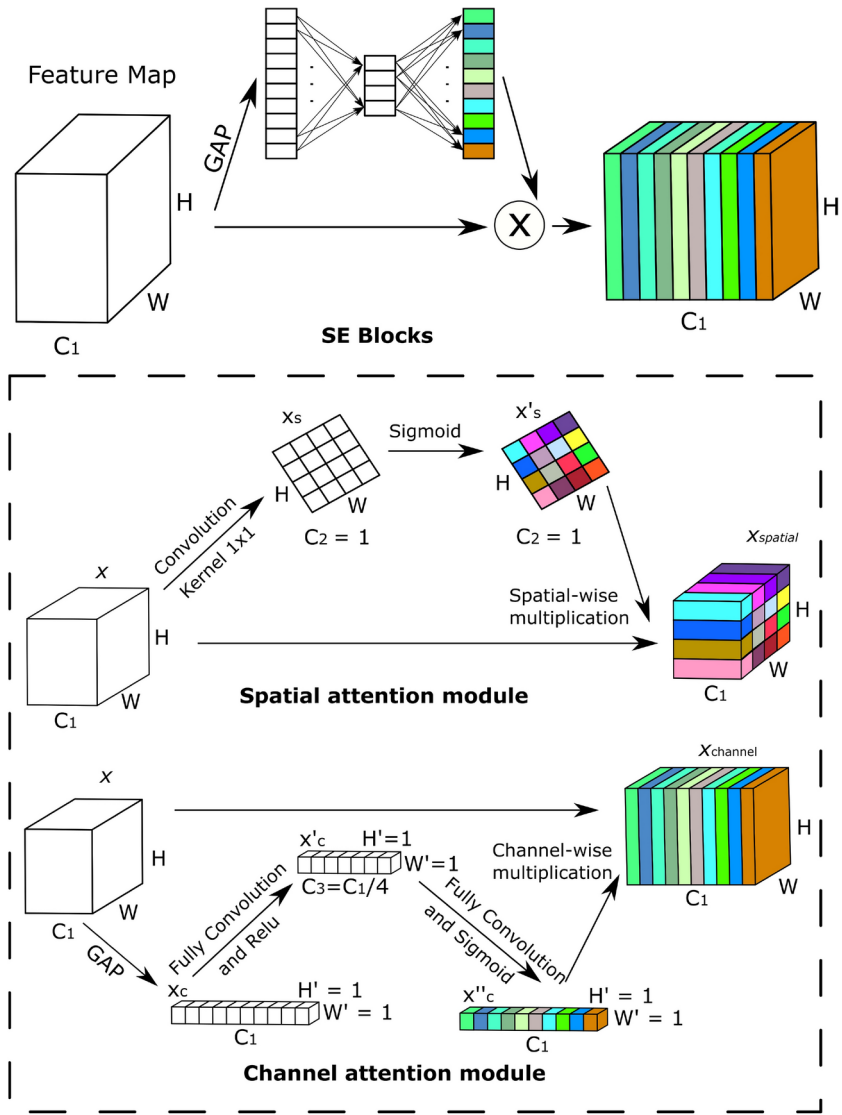 Feature Map
GAP
H
W
C1
X
H
W
C1
SE Blocks
xs
Sigmoid
x's
H
W
H
W
C2 = 1
C2 = 1
Convolution
Kernel 1x1
x
H
W
C1
Spatial-wise
multiplication
xspatial
H
W
C1
Spatial attention module
x
H
W
C1
GAP
Fully Convolution
and Relu
x'c
H'=1
W'=1
C3=C1/4
Fully Convolution
and Sigmoid
Channel-wise
multiplication
xchannel
H
W
C1
xc
H' = 1
W' = 1
C1
x''c
H' = 1
W' = 1
C1
Channel attention module